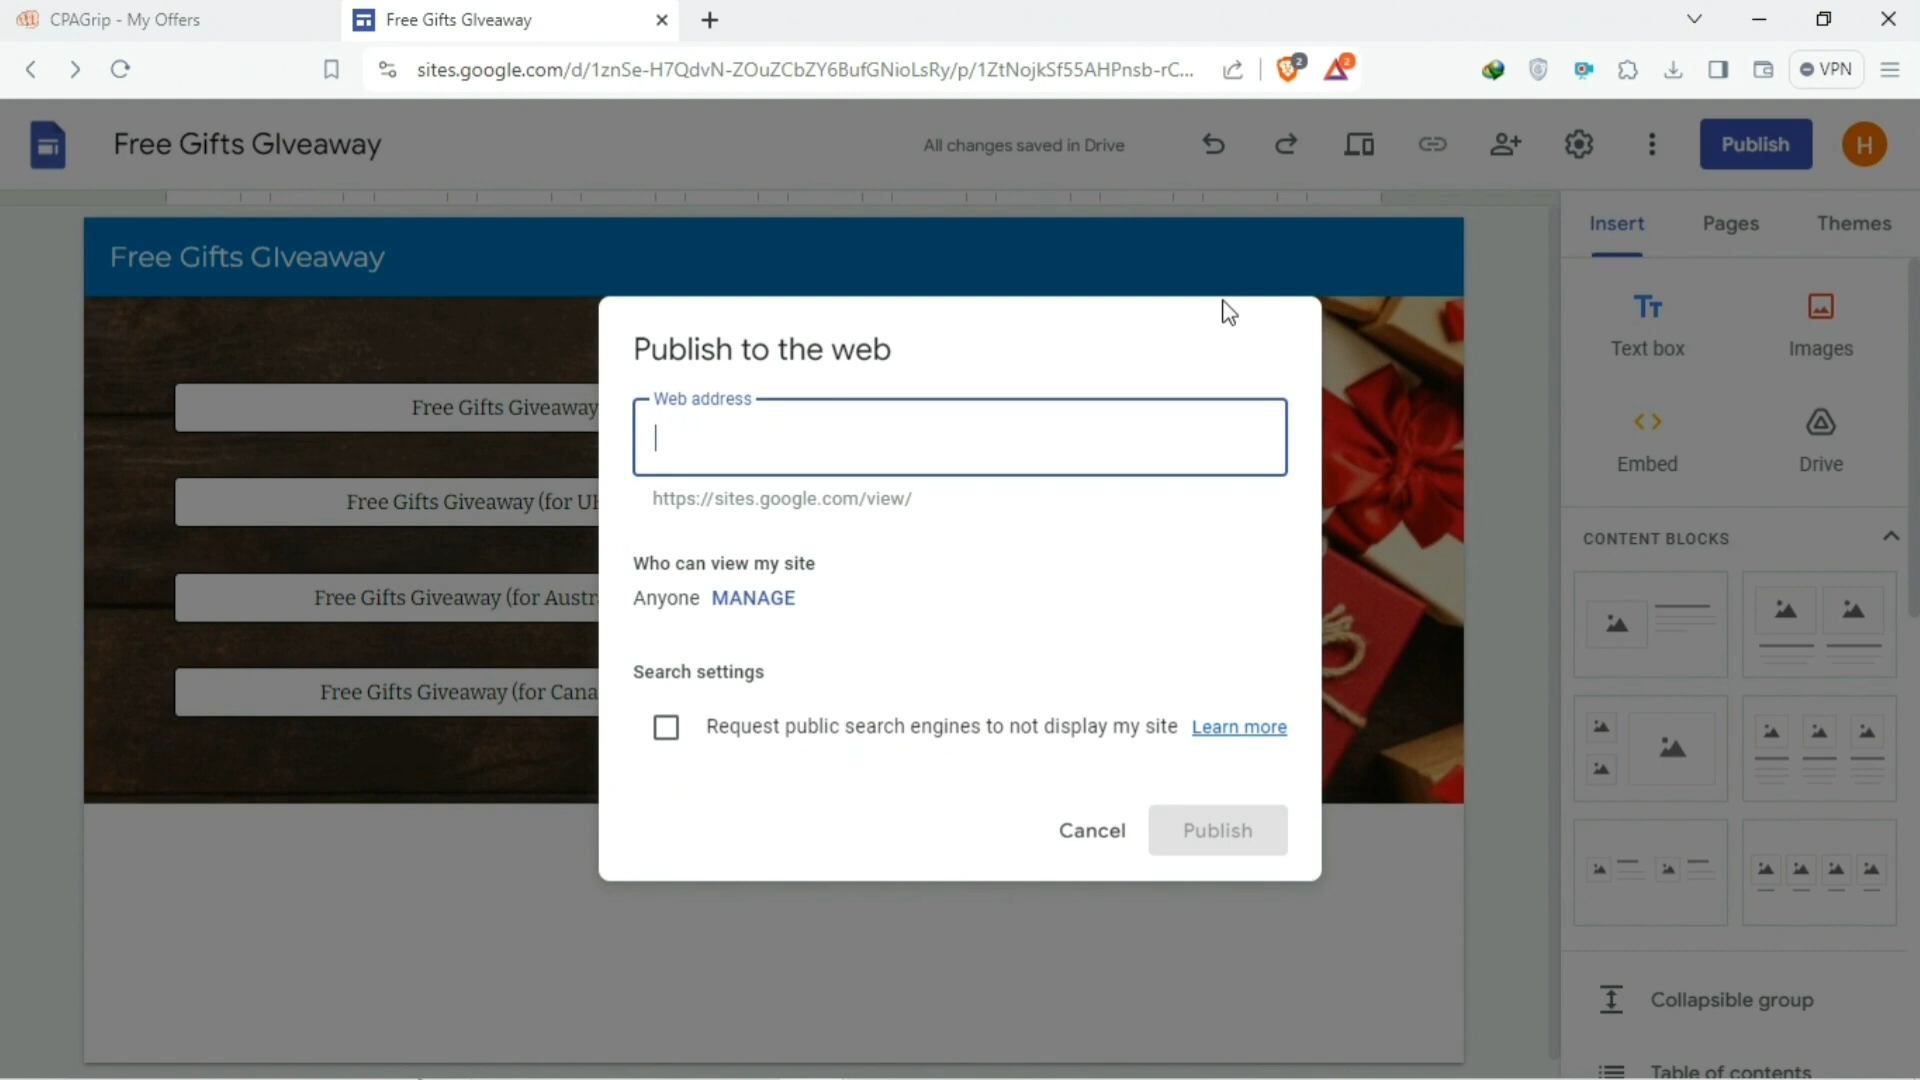 CPAGrip - My Offers
Free Gifts GIveaway
sites.google.com/d/1znSe-H7QdvN-ZOuZCbZY6BufGNioLsRy/p/1ZtNojkSf55AHPnsb-rC...
2
2
VPN
Free Gifts GIveaway
All changes saved in Drive
Publish
H
Insert
Pages
Themes
Free Gifts GIveaway
Publish to the web
Web address
https://sites.google.com/view/
Who can view my site
Anyone MANAGE
Search settings
Request public search engines to not display my site Learn more
Cancel
Publish
Free Gifts Giveaway
Free Gifts Giveaway (for
Free Gifts Giveaway (for Austr
Free Gifts Giveaway (for Cana
Text box
Images
Embed
Drive
CONTENT BLOCKS
Collapsible group
Table of contents